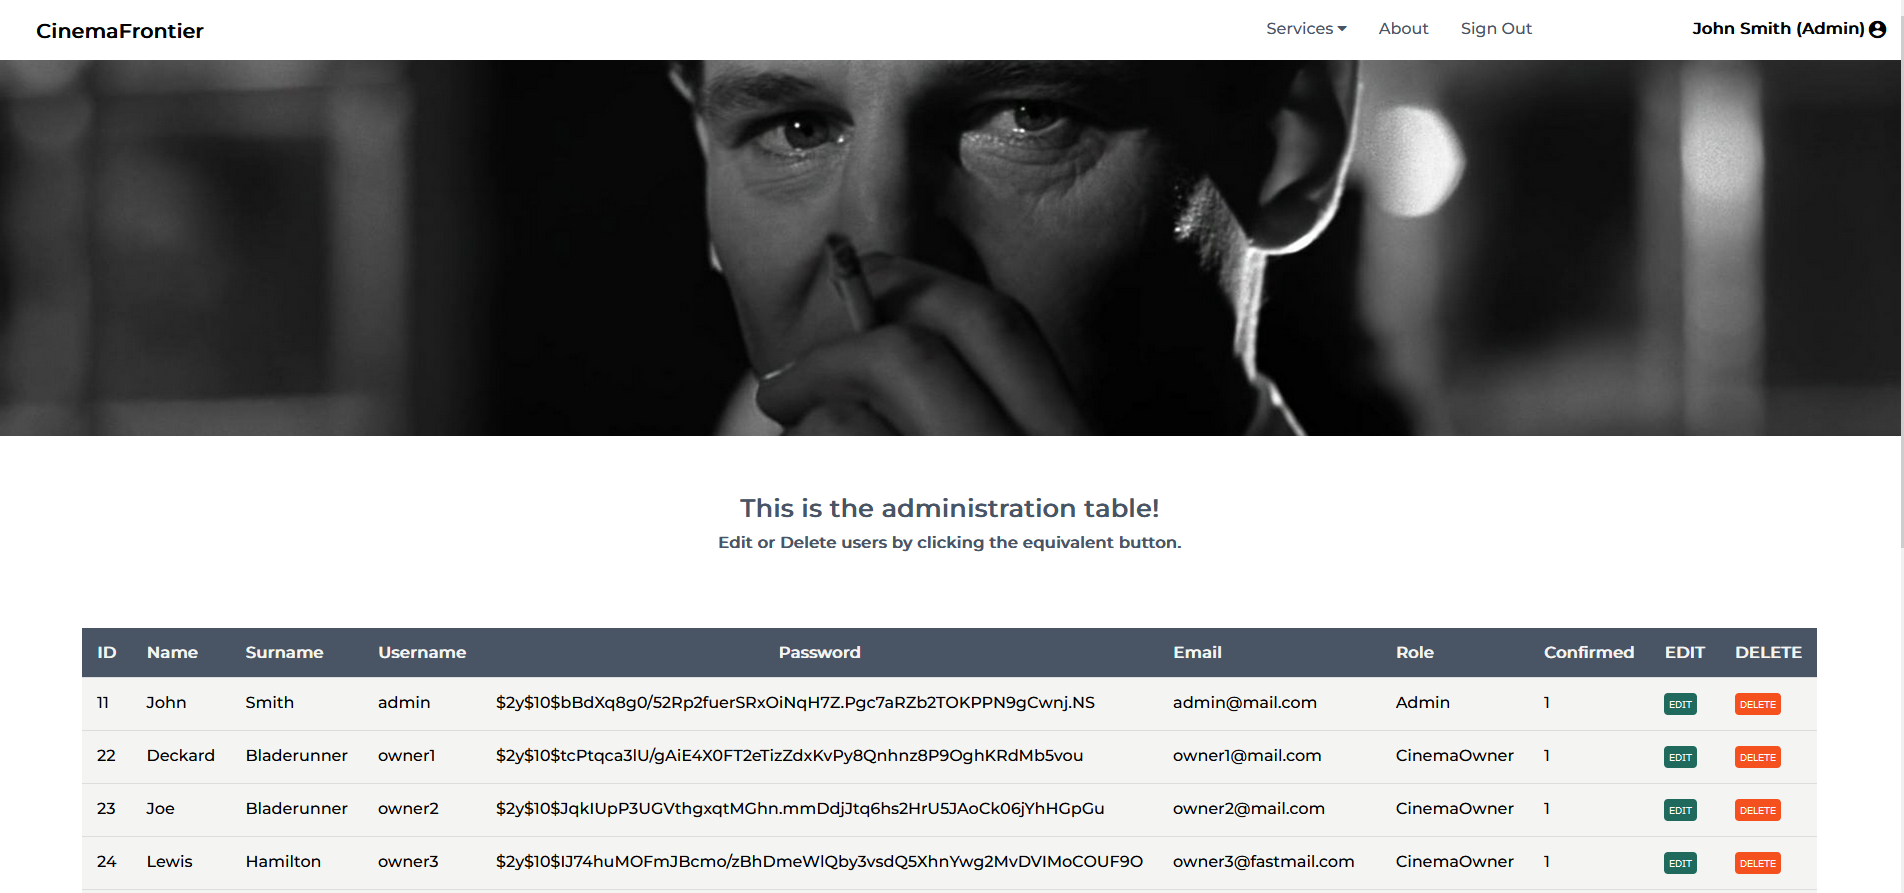 CinemaFrontier Services About Sign Out John Smith (Admin)
This is the administration table!
Edit or Delete users by clicking the equivalent button.
ID Name Surname Username Password Email Role Confirmed EDIT DELETE
11 John Smith admin $2y$10$bBdXq8g0/52Rp2fuerSRxOiNqH7Z.Pgc7aRZb2TOKPPN9gCwnj.NS admin@mail.com Admin 1 EDIT DELETE
22 Deckard Bladerunner owner1 $2y$10$tcPtqca3lU/gAiE4X0FT2eTizZdxKvPy8Qnhnz8P9OghKRdMb5vou owner1@mail.com CinemaOwner 1 EDIT DELETE
23 Joe Bladerunner owner2 $2y$10$JqkIUpP3UGVthgxqtMGhn.mmDdjJtq6hs2HrU5JAoCk06jYhHGpGu owner2@mail.com CinemaOwner 1 EDIT DELETE
24 Lewis Hamilton owner3 $2y$10$IJ74huMOFmJBcmo/zBhDmeWlQby3vsdQ5XhnYwg2MvDVIMoCOUF9O owner3@fastmail.com CinemaOwner 1 EDIT DELETE